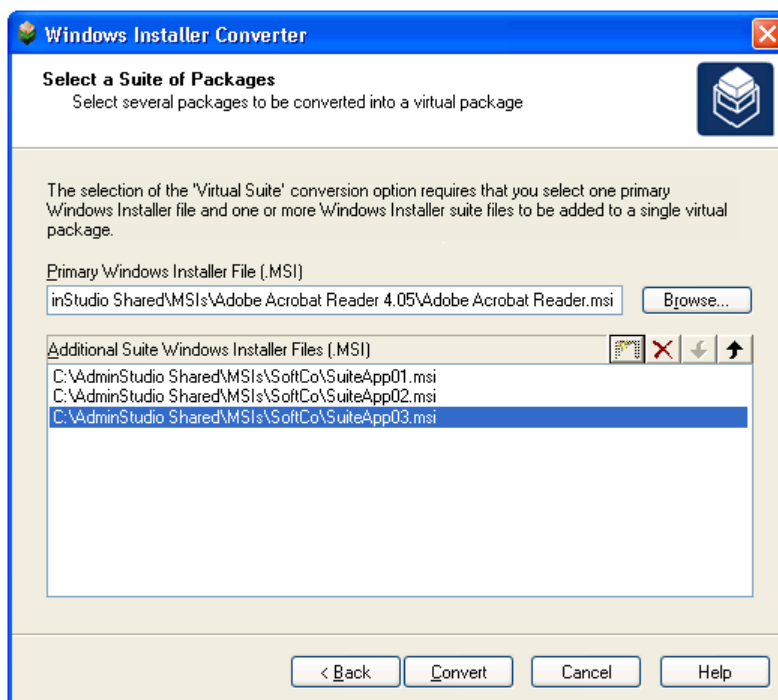 Windows Installer Converter
Select a Suite of Packages
Select several packages to be converted into a virtual package
The selection of the 'Virtual Suite' conversion option requires that you select one primary
Windows Installer file and one or more Windows Installer suite files to be added to a single virtual
package.
Primary Windows Installer File (.MSI)
inStudio Shared\MSIs\Adobe Acrobat Reader 4.05\Adobe Acrobat Reader.msi
Browse...
Additional Suite Windows Installer Files (.MSI)
C:\AdminStudio Shared\MSIs\SoftCo\SuiteApp01.msi
C:\AdminStudio Shared\MSIs\SoftCo\SuiteApp02.msi
C:\AdminStudio Shared\MSIs\SoftCo\SuiteApp03.msi
< Back Convert Cancel Help